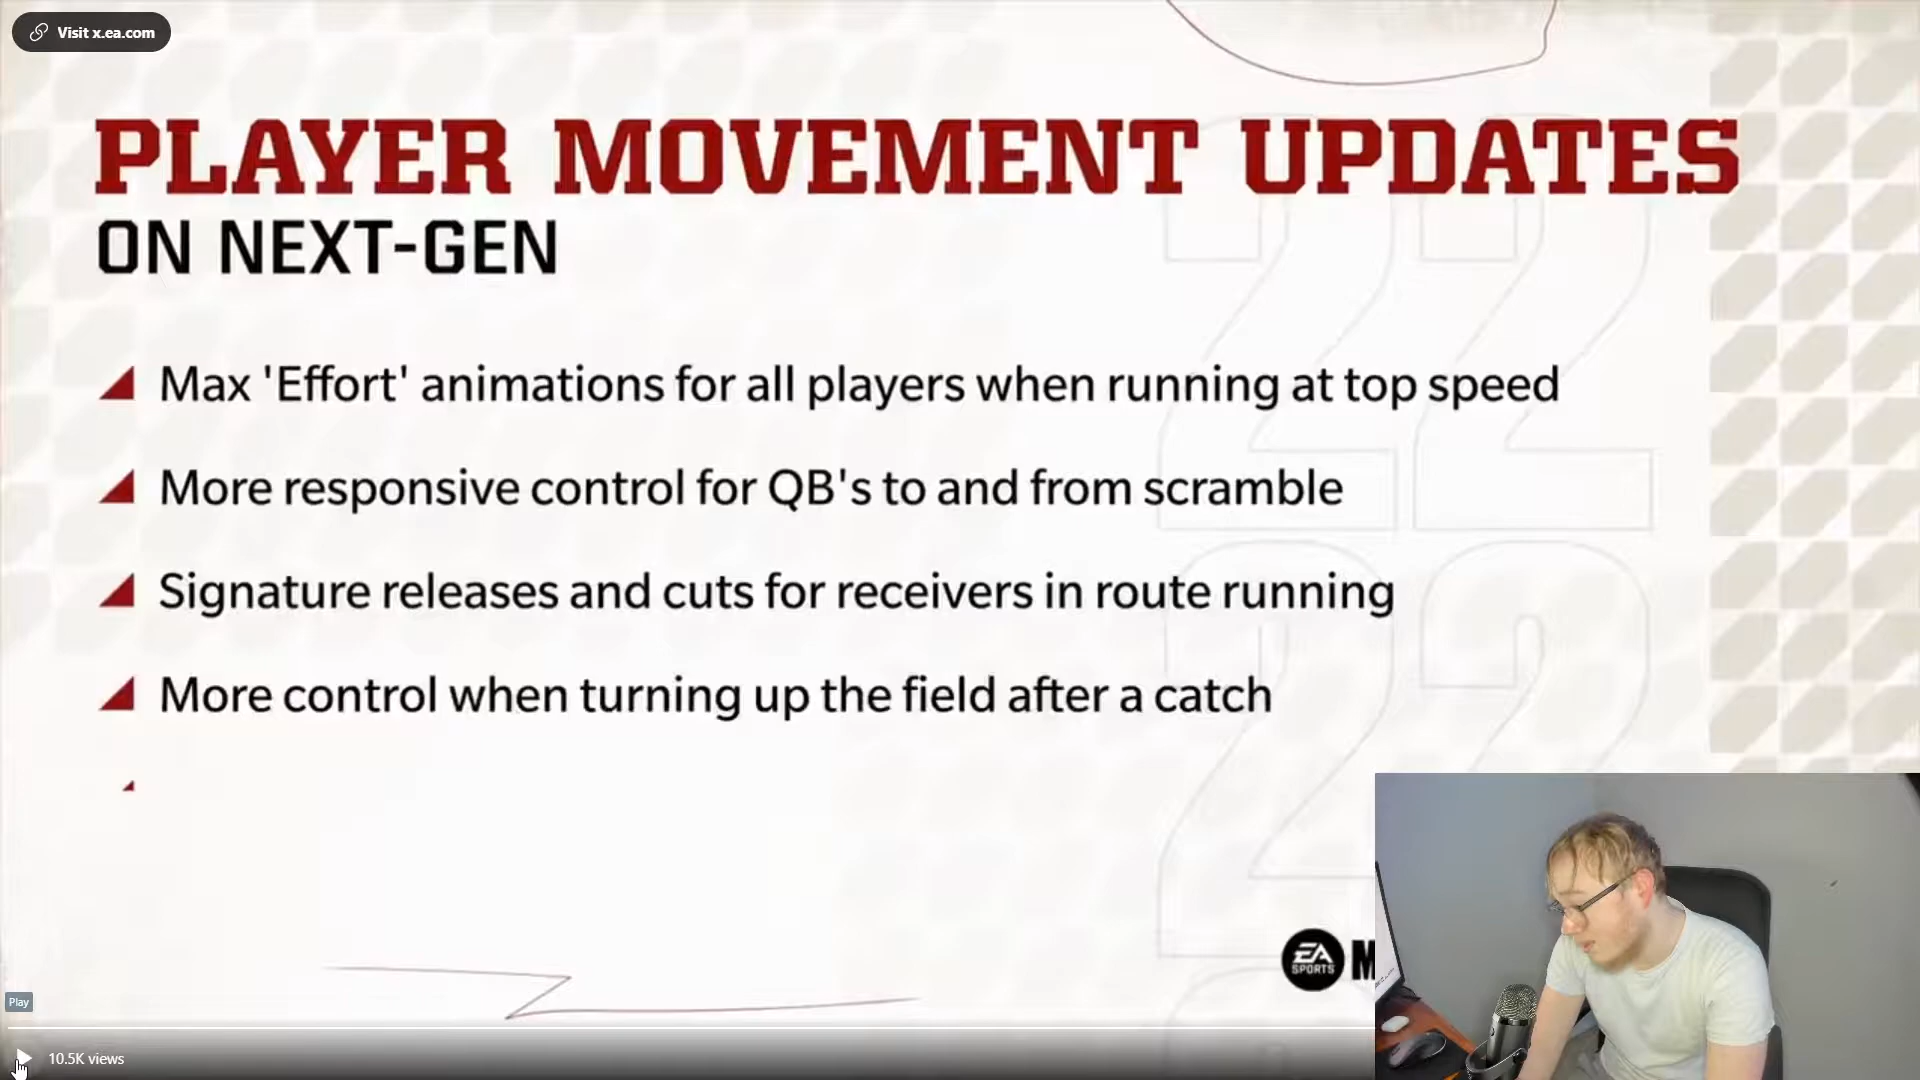 Visit x.ea.com
PLAYER MOVEMENT UPDATES
ON NEXT-GEN
Max 'Effort' animations for all players when running at top speed
More responsive control for QB's to and from scramble
Signature releases and cuts for receivers in route running
More control when turning up the field after a catch
EA
SPORTS
M
Play
10.5K views